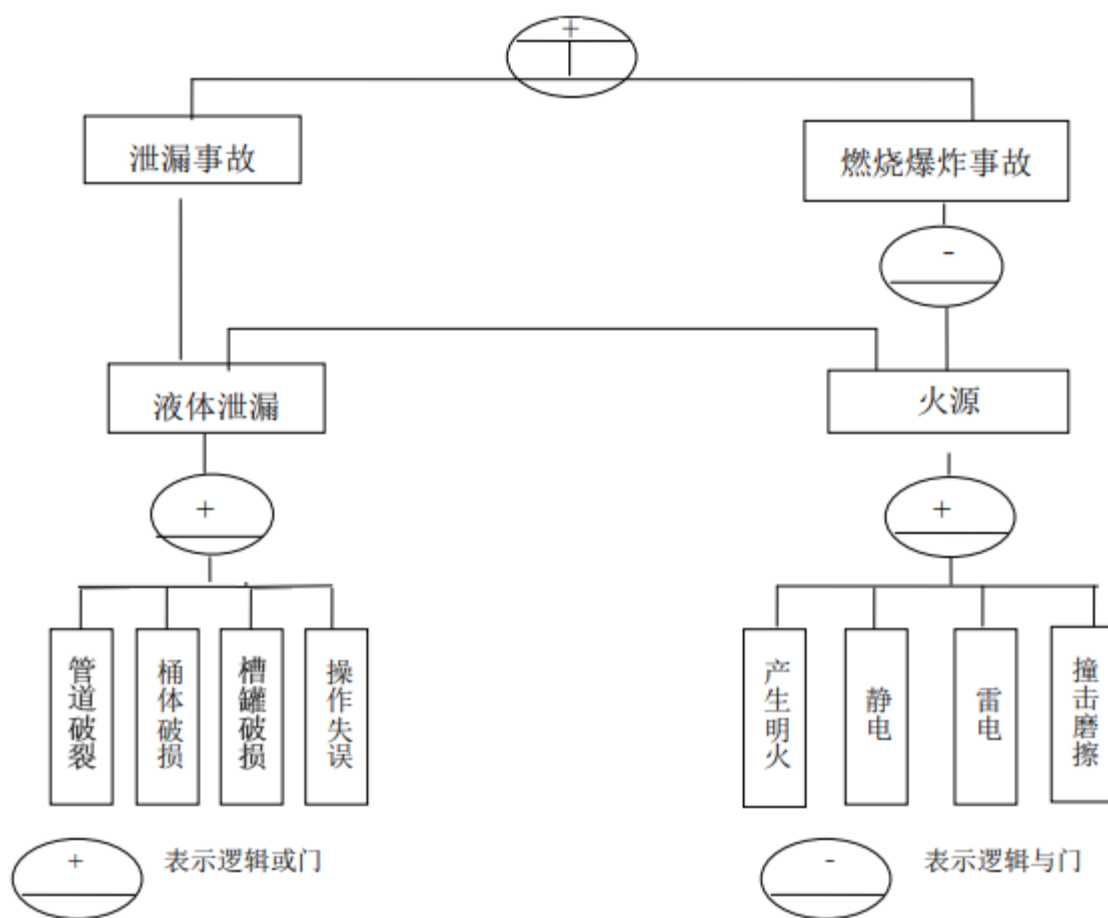 +
泄漏事故
燃烧爆炸事故
-
液体泄漏
火源
+
+
管道破裂
桶体破损
槽罐破损
操作失误
产生明火
静电
雷电
撞击磨擦
+
表示逻辑或门
-
表示逻辑与门